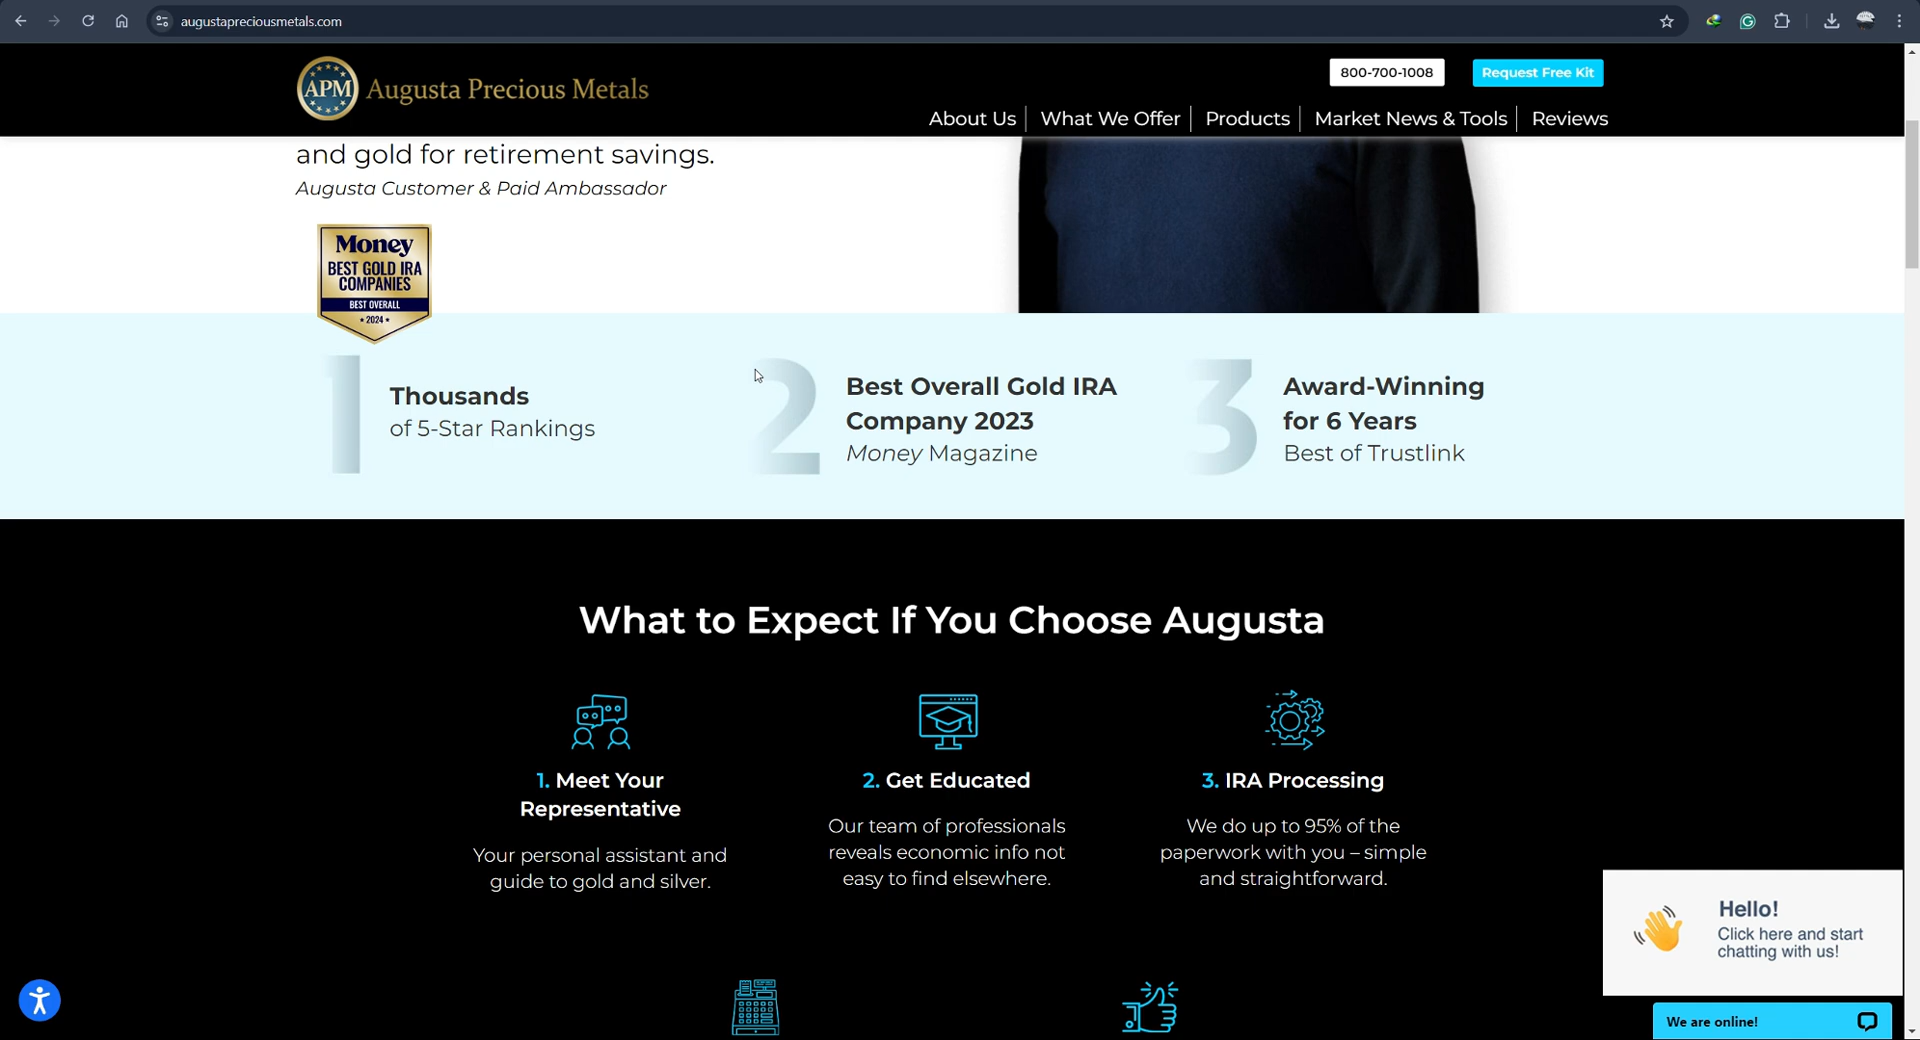 augustapreciousmetals.com
APM Augusta Precious Metals
800-700-1008
Request Free Kit
About Us
What We Offer
Products
Market News & Tools
Reviews
and gold for retirement savings.
Augusta Customer & Paid Ambassador
Money
BEST GOLD IRA
COMPANIES
BEST OVERALL
★ 2024 ★
1
Thousands
of 5-Star Rankings
2
Best Overall Gold IRA
Company 2023
Money Magazine
3
Award-Winning
for 6 Years
Best of Trustlink
What to Expect If You Choose Augusta
1. Meet Your
Representative
Your personal assistant and
guide to gold and silver.
2. Get Educated
Our team of professionals
reveals economic info not
easy to find elsewhere.
3. IRA Processing
We do up to 95% of the
paperwork with you – simple
and straightforward.
Hello!
Click here and start
chatting with us!
We are online!